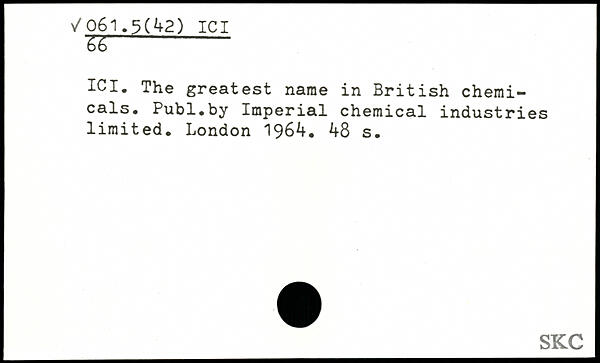 √ 061.5(42) ICI
66
ICI. The greatest name in British chemi-
cals. Publ.by Imperial chemical industries
limited. London 1964. 48 s.
SKC